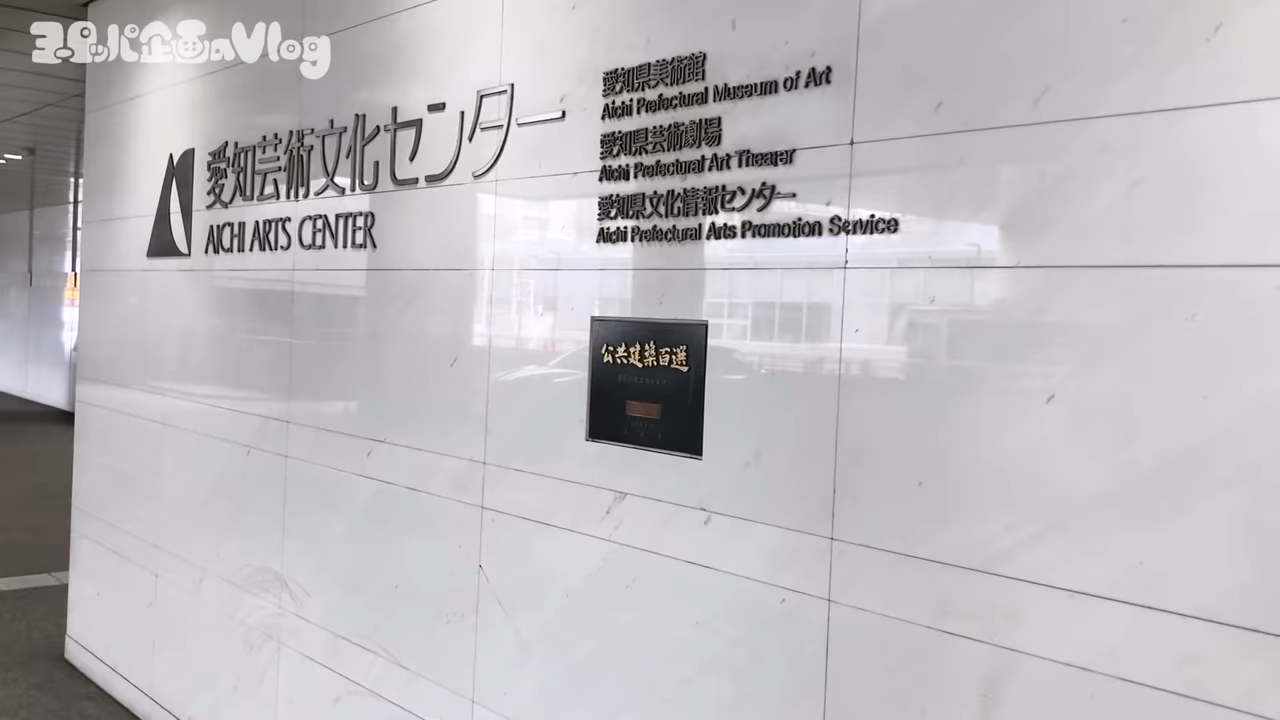 ヨーロッパ企画のVlog
愛知芸術文化センター
AICHI ARTS CENTER
愛知県美術館
Aichi Prefectural Museum of Art
愛知県芸術劇場
Aichi Prefectural Art Theater
愛知県文化情報センター
Aichi Prefectural Arts Promotion Service
公共建築百選